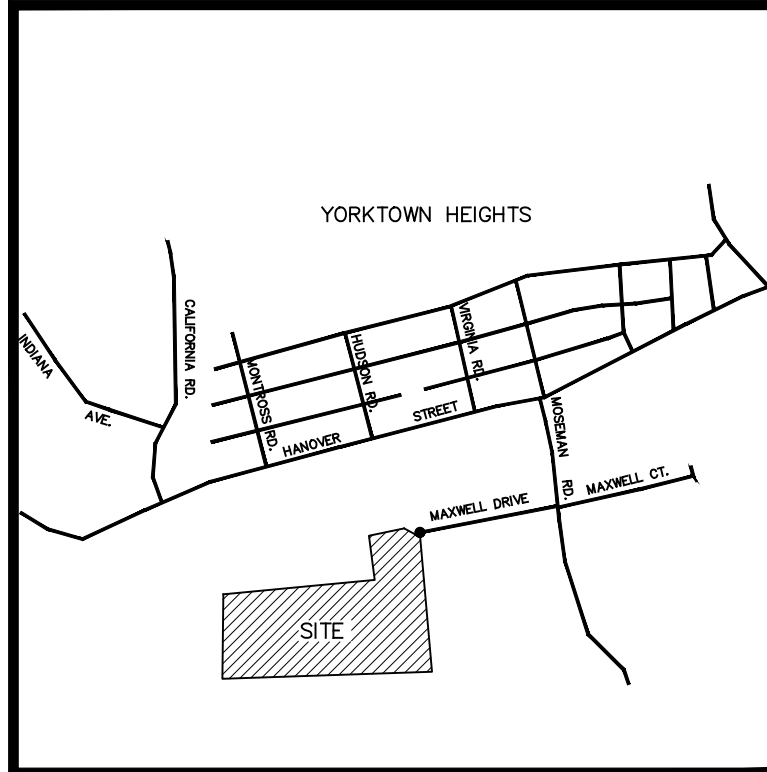 YORKTOWN HEIGHTS
CALIFORNIA RD.
INDIANA
AVE.
MONTROSS RD.
HUDSON RD.
VIRGINIA RD.
HANOVER
STREET
MOSEMAN
RD.
MAXWELL DRIVE
MAXWELL CT.
SITE